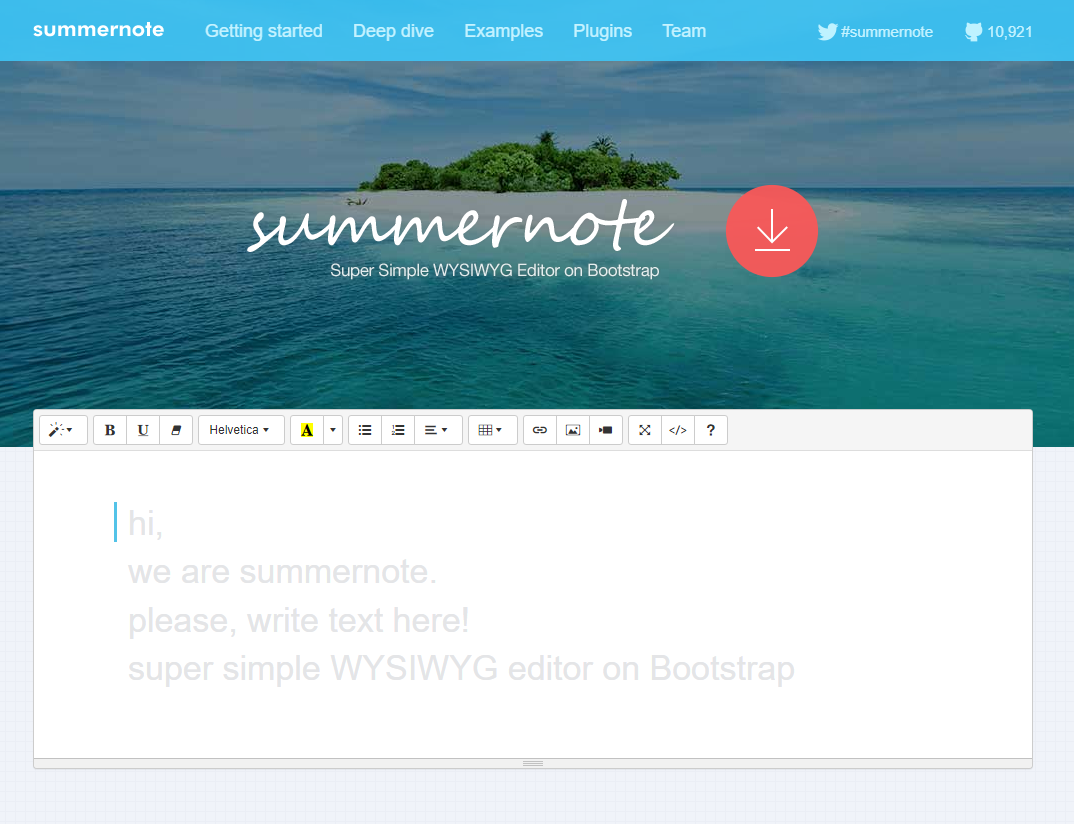 summernote Getting started Deep dive Examples Plugins Team #summernote 10,921
summernote
Super Simple WYSIWYG Editor on Bootstrap
B U Helvetica A </> ?
hi,
we are summernote.
please, write text here!
super simple WYSIWYG editor on Bootstrap